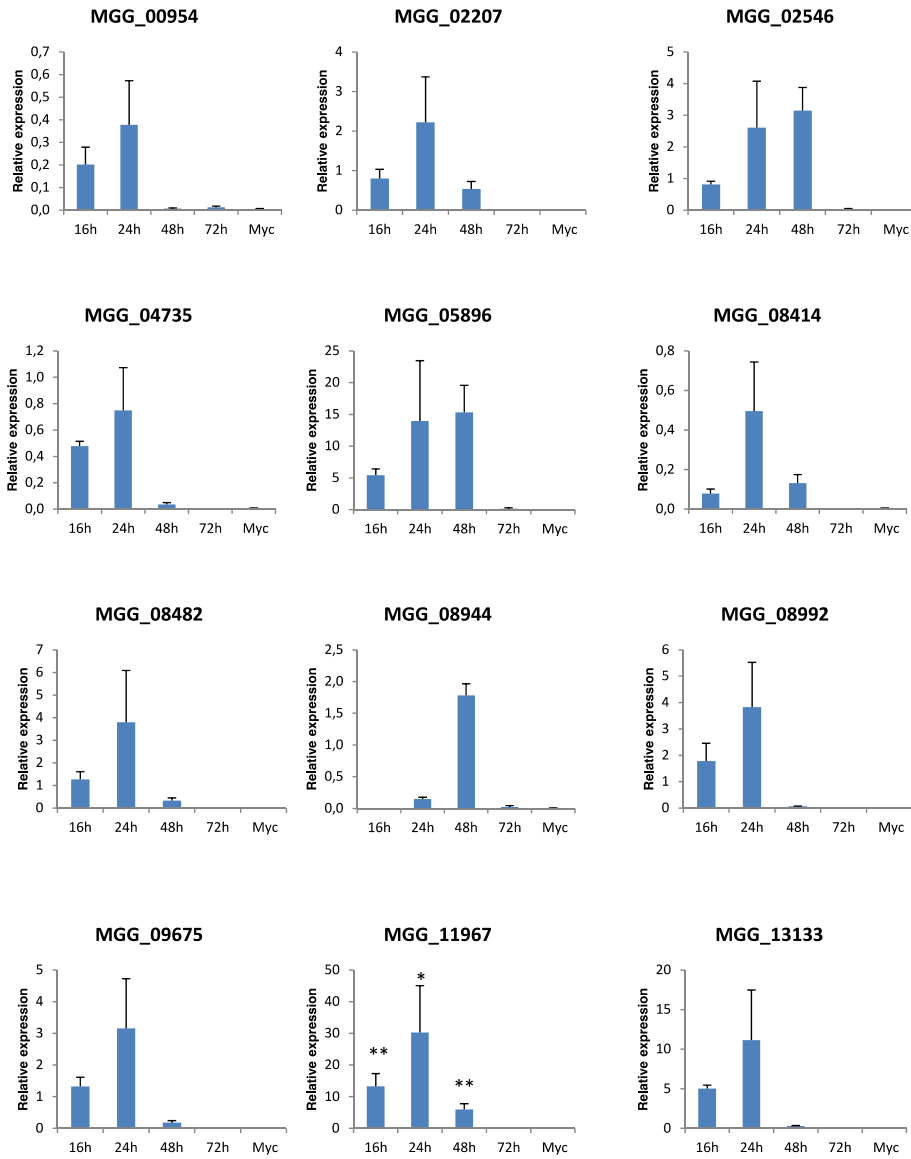 MGG_00954
MGG_02207
MGG_02546
Relative expression
0,7
0,6
0,5
0,4
0,3
0,2
0,1
0,0
16h 24h 48h 72h Myc
Relative expression
4
3
2
1
0
16h 24h 48h 72h Myc
Relative expression
5
4
3
2
1
0
16h 24h 48h 72h Myc
MGG_04735
MGG_05896
MGG_08414
Relative expression
1,2
1,0
0,8
0,6
0,4
0,2
0,0
16h 24h 48h 72h Myc
Relative expression
25
20
15
10
5
0
16h 24h 48h 72h Myc
Relative expression
0,8
0,6
0,4
0,2
0,0
16h 24h 48h 72h Myc
MGG_08482
MGG_08944
MGG_08992
Relative expression
7
6
5
4
3
2
1
0
16h 24h 48h 72h Myc
Relative expression
2,5
2,0
1,5
1,0
0,5
0,0
16h 24h 48h 72h Myc
Relative expression
6
5
4
3
2
1
0
16h 24h 48h 72h Myc
MGG_09675
MGG_11967
MGG_13133
Relative expression
5
4
3
2
1
0
16h 24h 48h 72h Myc
Relative expression
50
40
30
20
10
0
**
*
**
16h 24h 48h 72h Myc
Relative expression
20
15
10
5
0
16h 24h 48h 72h Myc